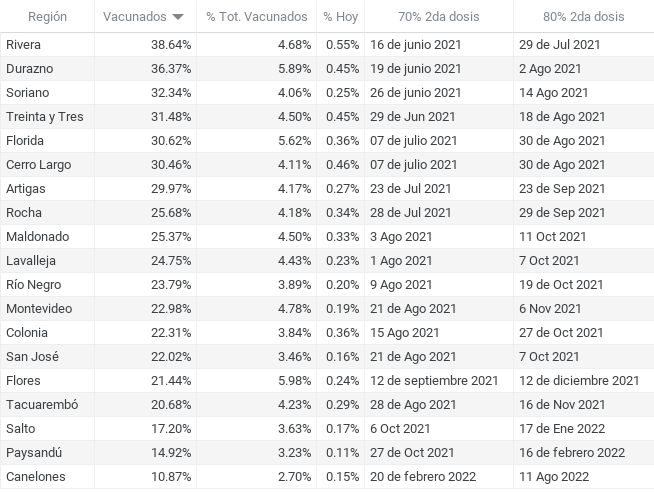 Región Vacunados % Tot. Vacunados % Hoy 70% 2da dosis 80% 2da dosis
Rivera 38.64% 4.68% 0.55% 16 de junio 2021 29 de Jul 2021
Durazno 36.37% 5.89% 0.45% 19 de junio 2021 2 Ago 2021
Soriano 32.34% 4.06% 0.25% 26 de junio 2021 14 Ago 2021
Treinta y Tres 31.48% 4.50% 0.45% 29 de Jun 2021 18 de Ago 2021
Florida 30.62% 5.62% 0.36% 07 de julio 2021 30 de Ago 2021
Cerro Largo 30.46% 4.11% 0.46% 07 de julio 2021 30 de Ago 2021
Artigas 29.97% 4.17% 0.27% 23 de Jul 2021 23 de Sep 2021
Rocha 25.68% 4.18% 0.34% 28 de Jul 2021 29 de Sep 2021
Maldonado 25.37% 4.50% 0.33% 3 Ago 2021 11 Oct 2021
Lavalleja 24.75% 4.43% 0.23% 1 Ago 2021 7 Oct 2021
Río Negro 23.79% 3.89% 0.20% 9 Ago 2021 19 de Oct 2021
Montevideo 22.98% 4.78% 0.19% 21 de Ago 2021 6 Nov 2021
Colonia 22.31% 3.84% 0.36% 15 Ago 2021 27 de Oct 2021
San José 22.02% 3.46% 0.16% 21 de Ago 2021 7 Oct 2021
Flores 21.44% 5.98% 0.24% 12 de septiembre 2021 12 de diciembre 2021
Tacuarembó 20.68% 4.23% 0.29% 28 de Ago 2021 16 de Nov 2021
Salto 17.20% 3.63% 0.17% 6 Oct 2021 17 de Ene 2022
Paysandú 14.92% 3.23% 0.11% 27 de Oct 2021 16 de febrero 2022
Canelones 10.87% 2.70% 0.15% 20 de febrero 2022 11 Ago 2022